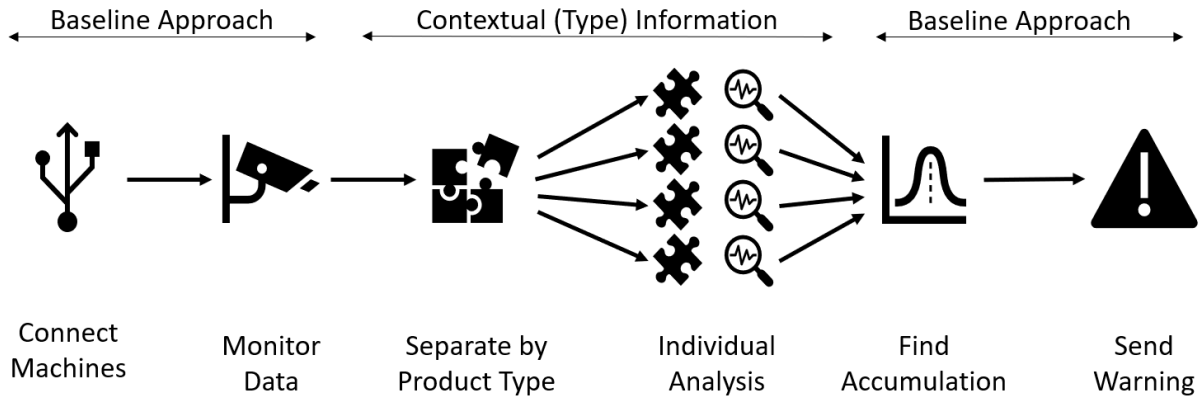 Baseline Approach
Contextual (Type) Information
Baseline Approach
Connect
Machines
Monitor
Data
Separate by
Product Type
Individual
Analysis
Find
Accumulation
Send
Warning